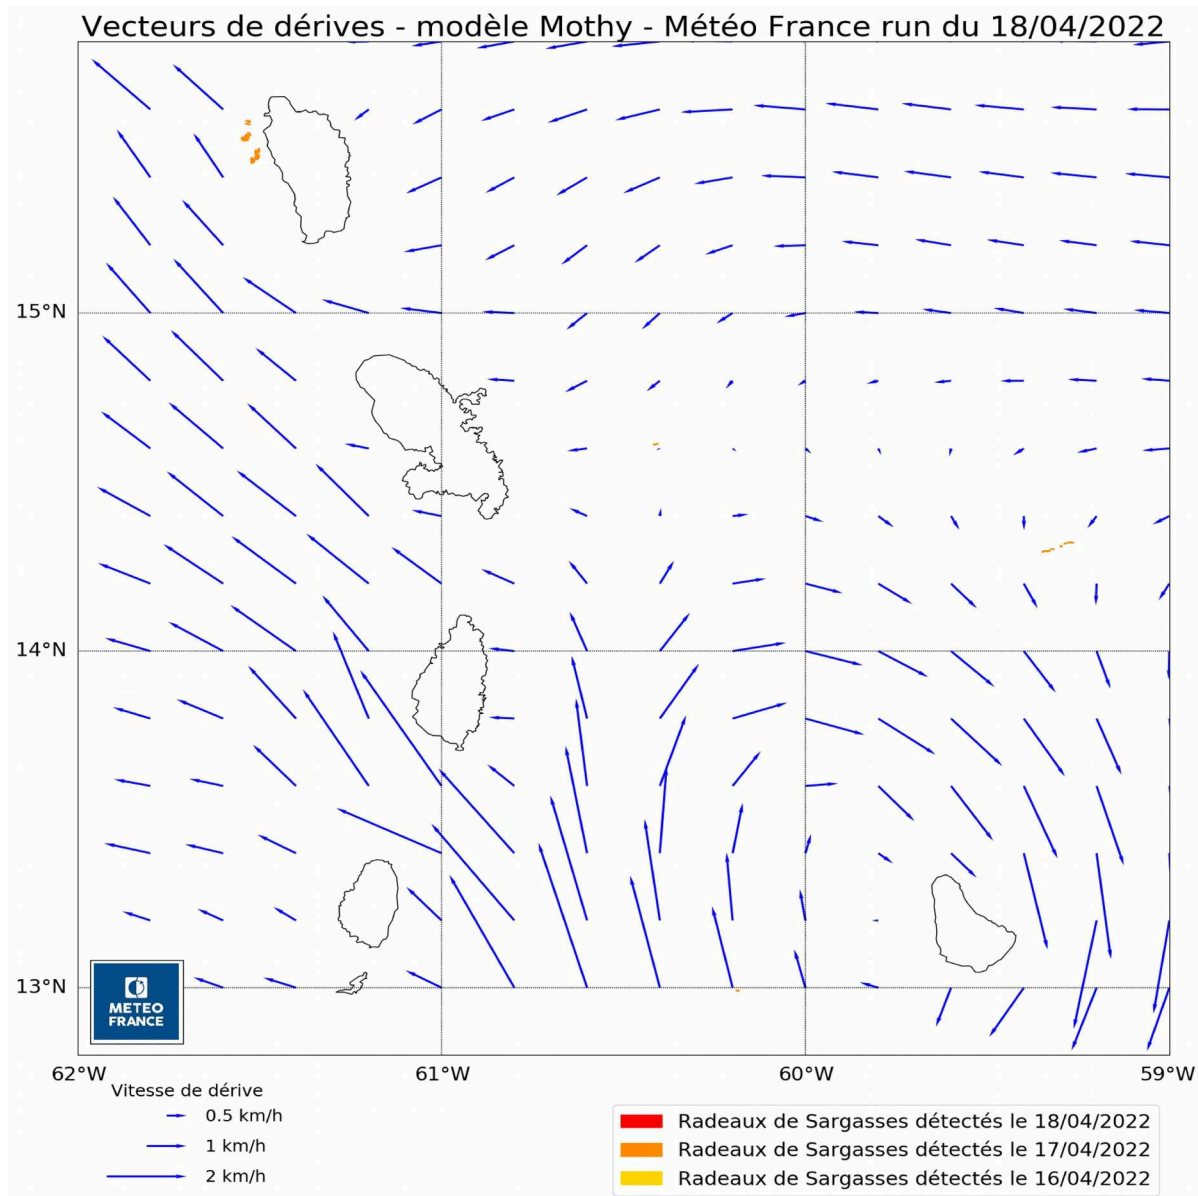 Vecteurs de dérives - modèle Mothy - Météo France run du 18/04/2022
15°N
14°N
13°N
METEO
FRANCE
62°W
61°W
60°W
59°W
Vitesse de dérive
0.5 km/h
1 km/h
2 km/h
Radeaux de Sargasses détectés le 18/04/2022
Radeaux de Sargasses détectés le 17/04/2022
Radeaux de Sargasses détectés le 16/04/2022